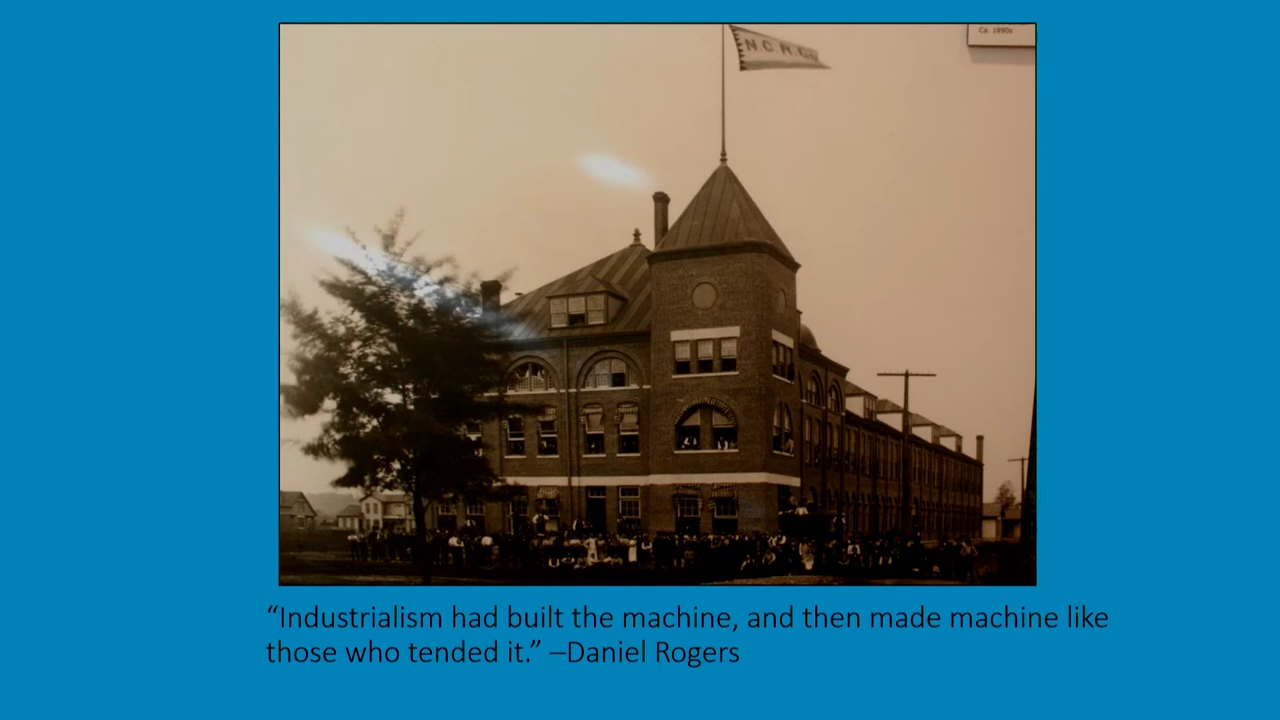 Ca. 1890s
N.C.R.Co
“Industrialism had built the machine, and then made machine like
those who tended it.” –Daniel Rogers